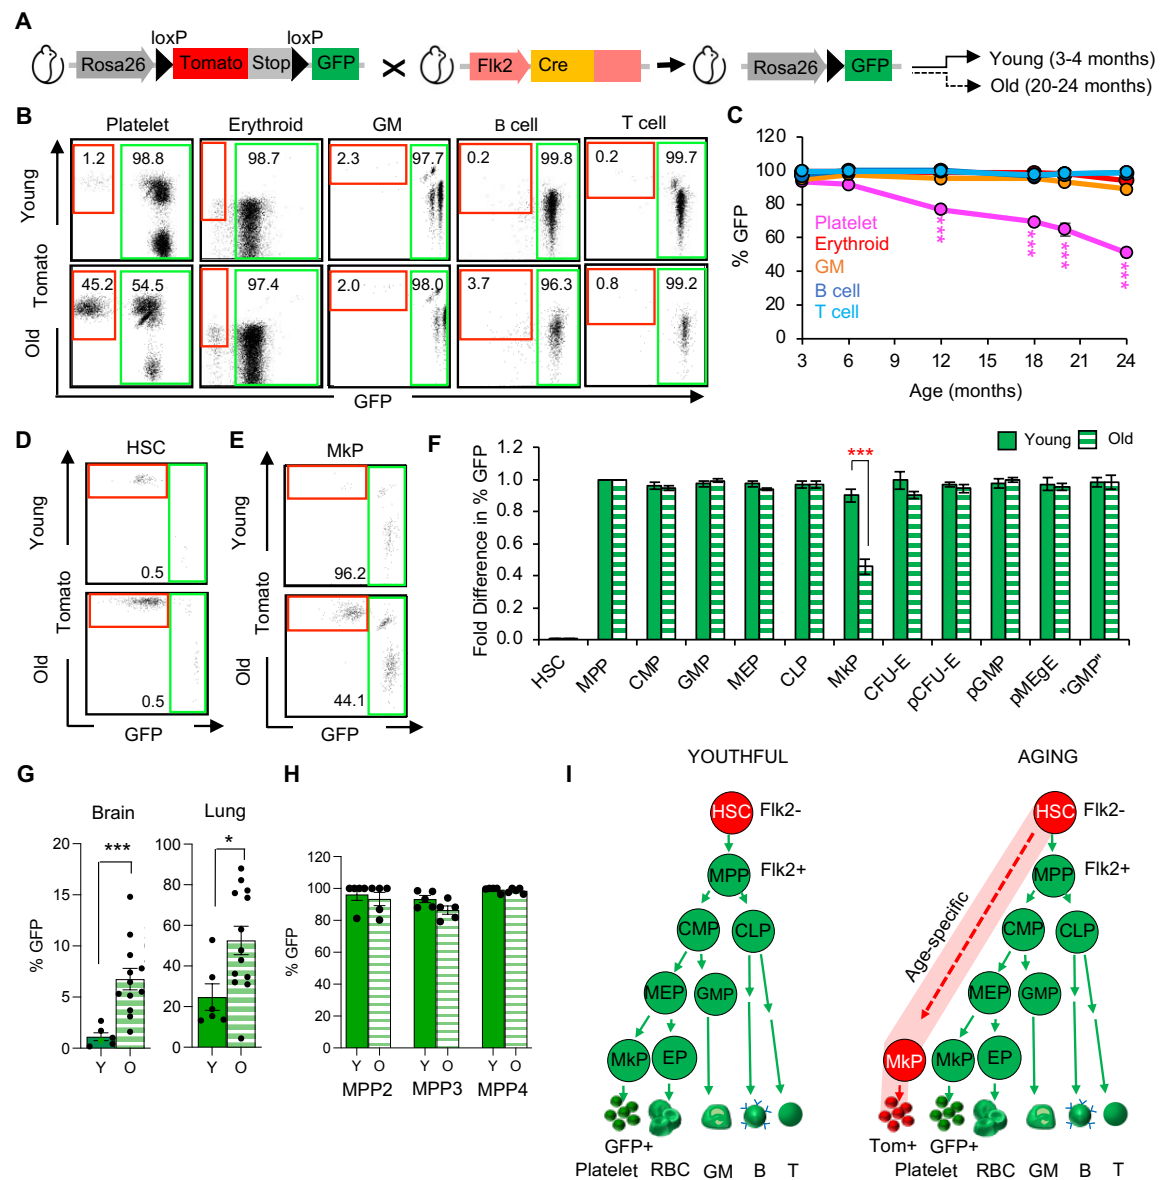 A
loxP
loxP
Rosa26
Tomato
Stop
GFP
Flk2
Cre
Rosa26
GFP
Young (3-4 months)
Old (20-24 months)
B
Platelet
Erythroid
GM
B cell
T cell
Young
1.2
98.8
98.7
2.3
97.7
0.2
99.8
0.2
99.7
Tomato
Old
45.2
54.5
97.4
2.0
98.0
3.7
96.3
0.8
99.2
GFP
C
% GFP
120
100
80
60
40
20
0
Platelet
Erythroid
GM
B cell
T cell
***
***
***
***
3
6
9
12
15
18
21
24
Age (months)
D
HSC
Young
0.5
Tomato
Old
0.5
GFP
E
MkP
Young
96.2
Tomato
Old
44.1
GFP
F
Young
Old
Fold Difference in % GFP
1.2
1.0
0.8
0.6
0.4
0.2
0.0
***
HSC
MPP
CMP
GMP
MEP
CLP
MkP
CFU-E
pCFU-E
pGMP
pMEgE
"GMP"
G
Brain
% GFP
20
15
10
5
0
***
Y
O
Lung
100
80
60
40
20
0
*
Y
O
H
% GFP
120
100
80
60
40
20
0
Y
O
Y
O
Y
O
MPP2
MPP3
MPP4
I
YOUTHFUL
HSC
Flk2-
MPP
Flk2+
CMP
CLP
MEP
GMP
MkP
EP
GFP+
Platelet
RBC
GM
B
T
AGING
HSC
Flk2-
MPP
Flk2+
Age-specific
CMP
CLP
MEP
GMP
MkP
MkP
EP
Tom+
GFP+
Platelet
RBC
GM
B
T